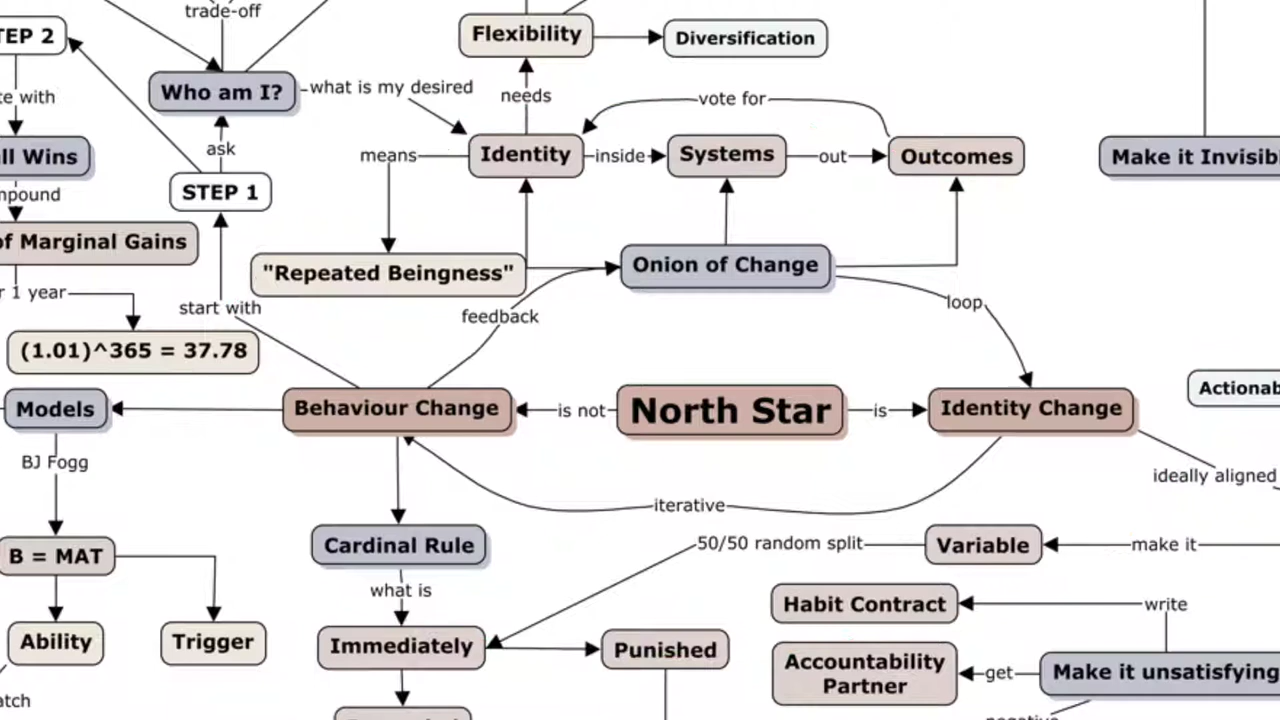 trade-off
TEP 2
Flexibility
Diversification
Who am I?
what is my desired
te with
needs
vote for
ask
means
Identity
inside
Systems
out
Outcomes
Make it Invisibl
ll Wins
STEP 1
mpound
of Marginal Gains
"Repeated Beingness"
Onion of Change
r 1 year
start with
feedback
loop
(1.01)^365 = 37.78
Models
Behaviour Change
is not
North Star
is
Identity Change
Actionab
BJ Fogg
ideally aligned
iterative
Cardinal Rule
50/50 random split
Variable
make it
B = MAT
what is
Habit Contract
write
Ability
Trigger
Immediately
Punished
Accountability
Partner
get
Make it unsatisfying
atch
negative